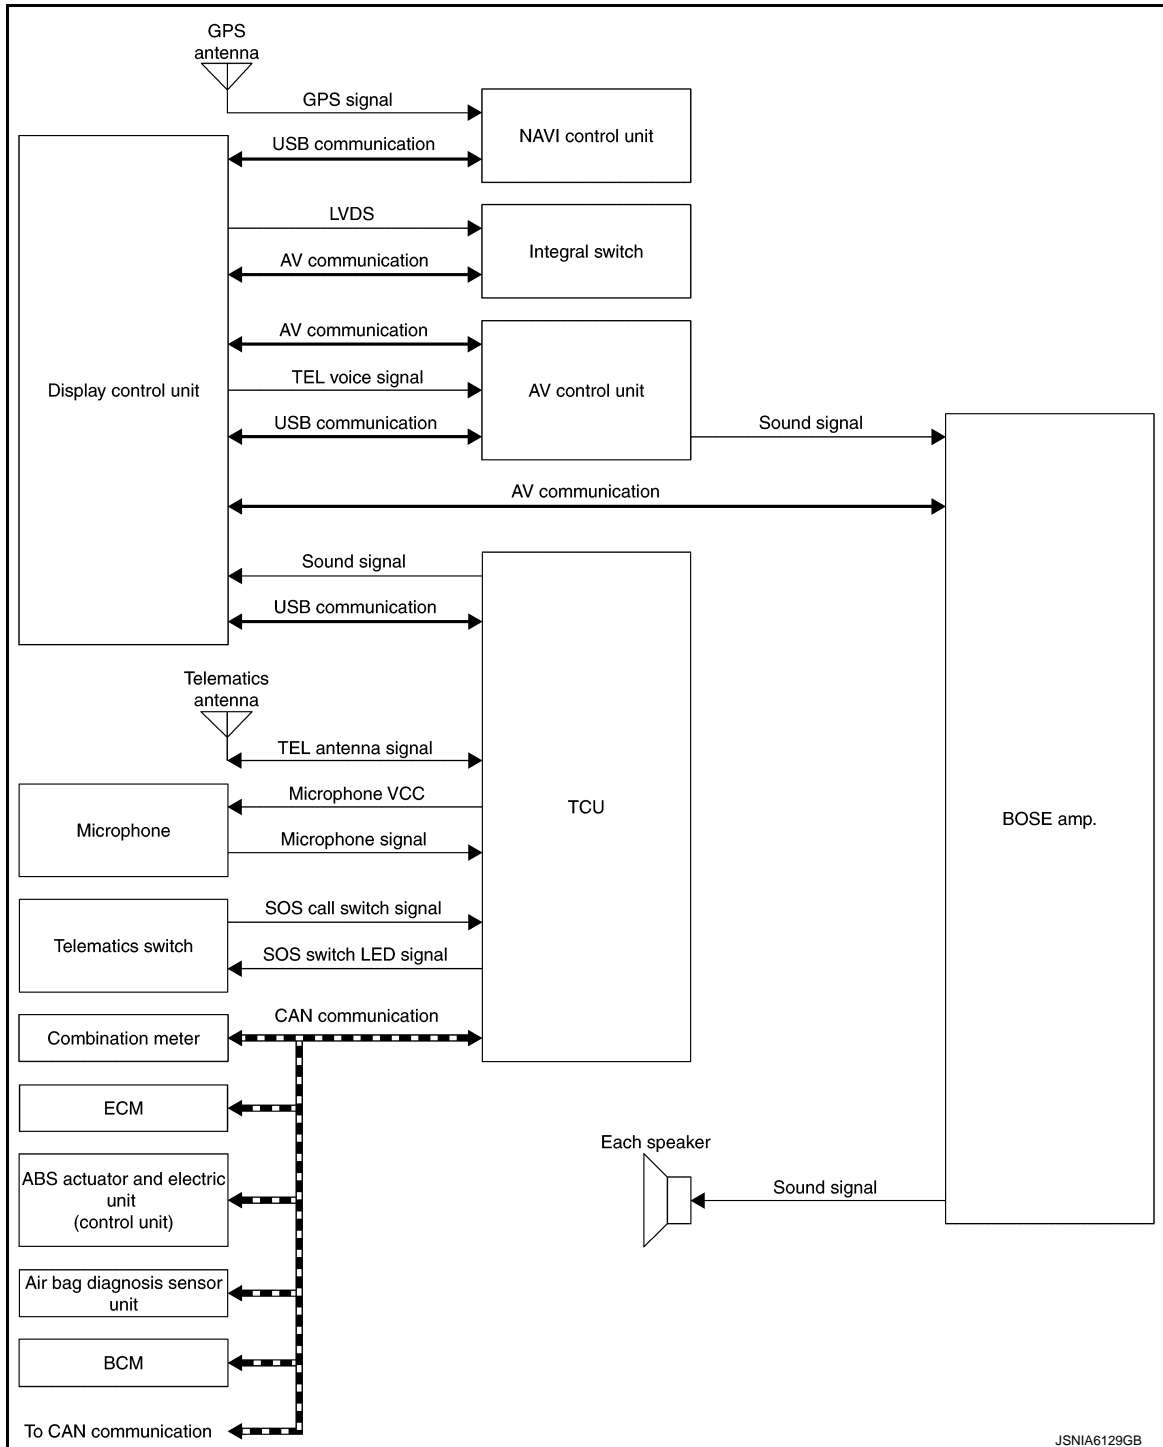 GPS
antenna
GPS signal
NAVI control unit
USB communication
LVDS
Integral switch
AV communication
AV communication
Display control unit
TEL voice signal
AV control unit
USB communication
Sound signal
AV communication
Sound signal
USB communication
Telematics
antenna
TEL antenna signal
Microphone VCC
TCU
BOSE amp.
Microphone
Microphone signal
SOS call switch signal
Telematics switch
SOS switch LED signal
CAN communication
Combination meter
ECM
Each speaker
ABS actuator and electric
unit
(control unit)
Sound signal
Air bag diagnosis sensor
unit
BCM
To CAN communication
JSNIA6129GB